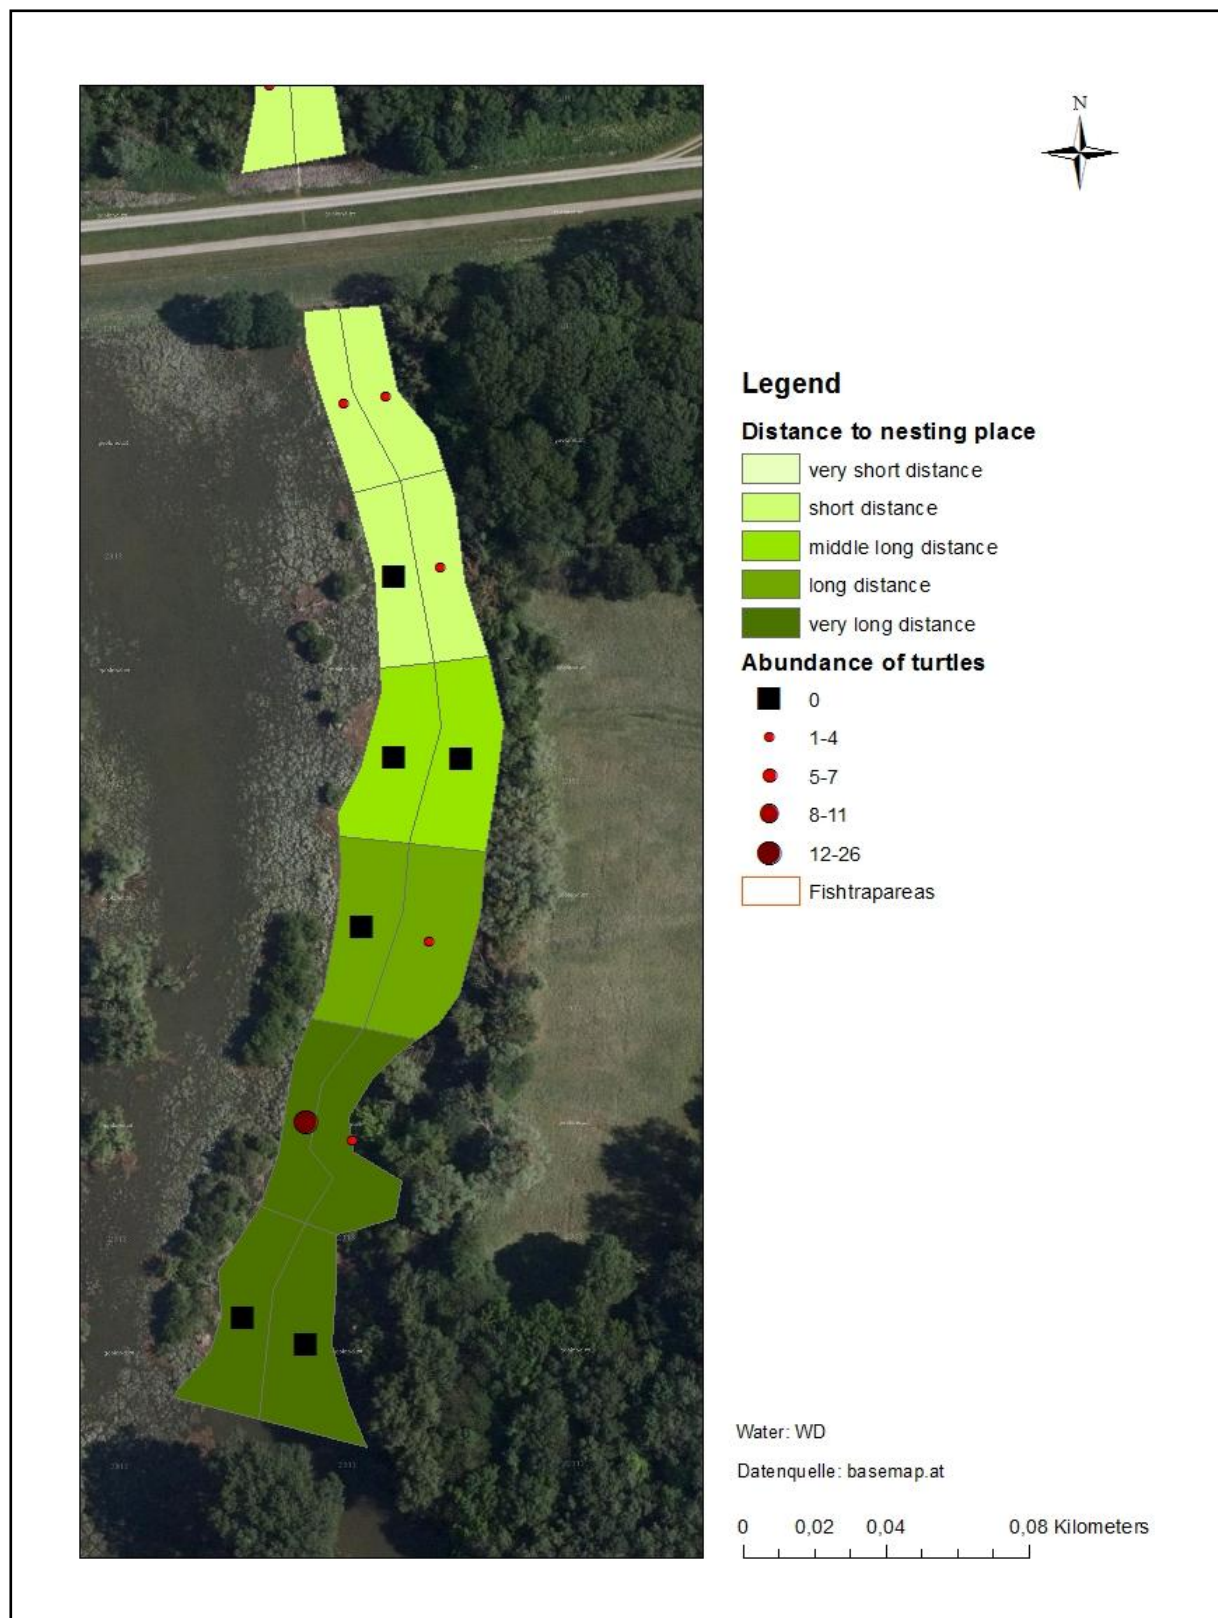 N
Legend
Distance to nesting place
very short distance
short distance
middle long distance
long distance
very long distance
Abundance of turtles
0
1-4
5-7
8-11
12-26
Fishtrapareas
Water: WD
Datenquelle: basemap.at
0 0,02 0,04 0,08 Kilometers